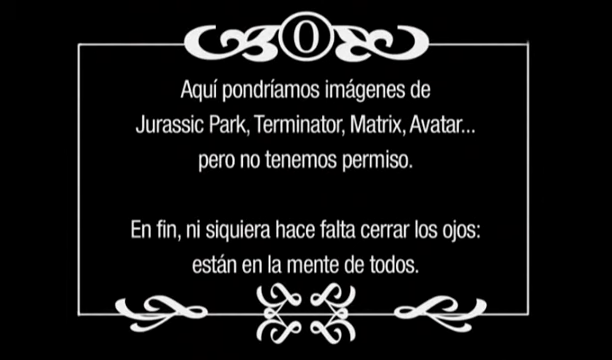 O
Aquí pondríamos imágenes de
Jurassic Park, Terminator, Matrix, Avatar...
pero no tenemos permiso.
En fin, ni siquiera hace falta cerrar los ojos:
están en la mente de todos.